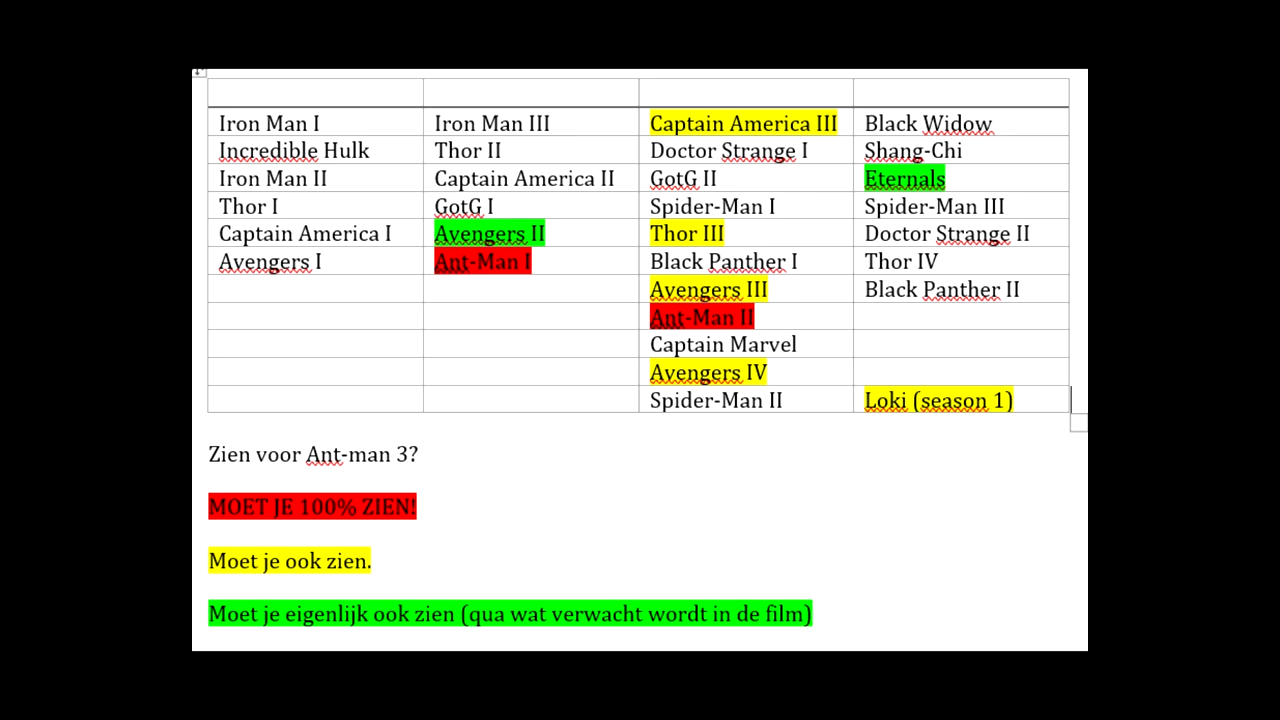 Iron Man I Iron Man III Captain America III Black Widow
Incredible Hulk Thor II Doctor Strange I Shang-Chi
Iron Man II Captain America II GotG II Eternals
Thor I GotG I Spider-Man I Spider-Man III
Captain America I Avengers II Thor III Doctor Strange II
Avengers I Ant-Man I Black Panther I Thor IV
Avengers III Black Panther II
Ant-Man II
Captain Marvel
Avengers IV
Spider-Man II Loki (season 1)
Zien voor Ant-man 3?
MOET JE 100% ZIEN!
Moet je ook zien.
Moet je eigenlijk ook zien (qua wat verwacht wordt in de film)